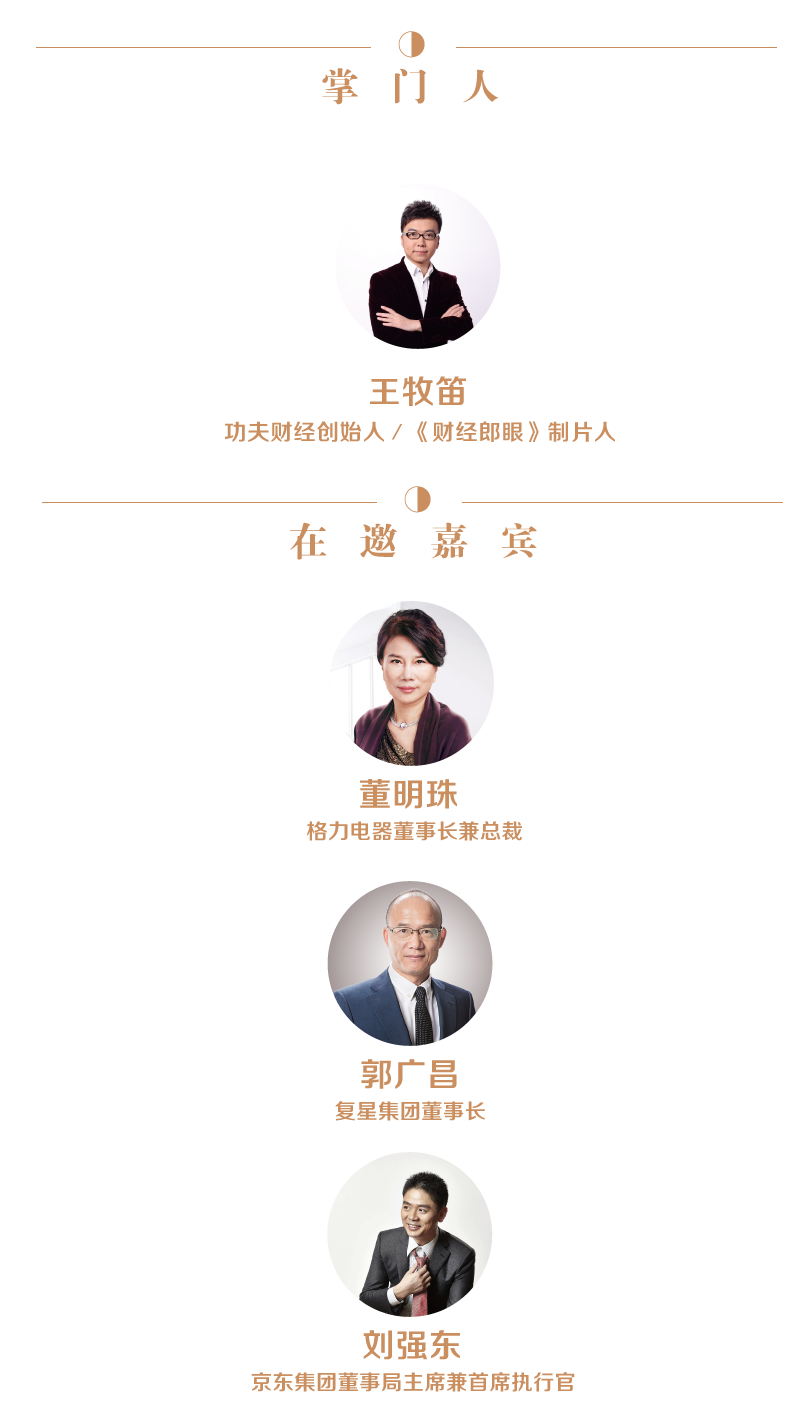 掌门人
王牧笛
功夫财经创始人 / 《财经郎眼》制片人
在邀嘉宾
董明珠
格力电器董事长兼总裁
郭广昌
复星集团董事长
刘强东
京东集团董事局主席兼首席执行官